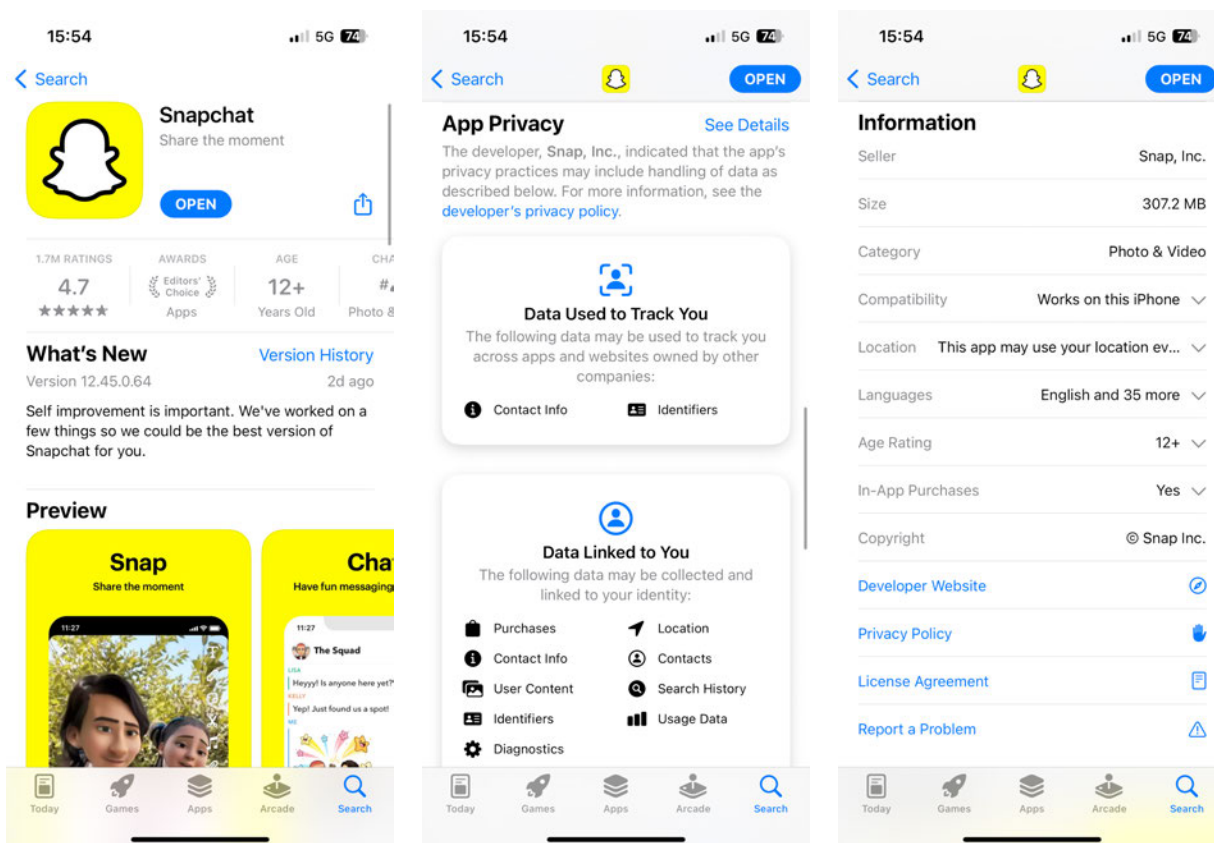 15:54
5G 74
Search
Snapchat
Share the moment
OPEN
1.7M RATINGS
4.7
AWARDS
Editors'
Choice
Apps
AGE
12+
Years Old
CHA
#
Photo &
What's New
Version History
Version 12.45.0.64
2d ago
Self improvement is important. We've worked on a
few things so we could be the best version of
Snapchat for you.
Preview
Snap
Share the moment
11:27
Cha
Have fun messaging
11:27
The Squad
LISA
Heyyy! Is anyone here yet?
KELLY
Yep! Just found us a spot!
ME
Today
Games
Apps
Arcade
Search
15:54
5G 74
Search
OPEN
App Privacy
See Details
The developer, Snap, Inc., indicated that the app's
privacy practices may include handling of data as
described below. For more information, see the
developer's privacy policy.
Data Used to Track You
The following data may be used to track you
across apps and websites owned by other
companies:
Contact Info
Identifiers
Data Linked to You
The following data may be collected and
linked to your identity:
Purchases
Location
Contact Info
Contacts
User Content
Search History
Identifiers
Usage Data
Diagnostics
Today
Games
Apps
Arcade
Search
15:54
5G 74
Search
OPEN
Information
Seller
Snap, Inc.
Size
307.2 MB
Category
Photo & Video
Compatibility
Works on this iPhone
Location
This app may use your location ev...
Languages
English and 35 more
Age Rating
12+
In-App Purchases
Yes
Copyright
© Snap Inc.
Developer Website
Privacy Policy
License Agreement
Report a Problem
Today
Games
Apps
Arcade
Search